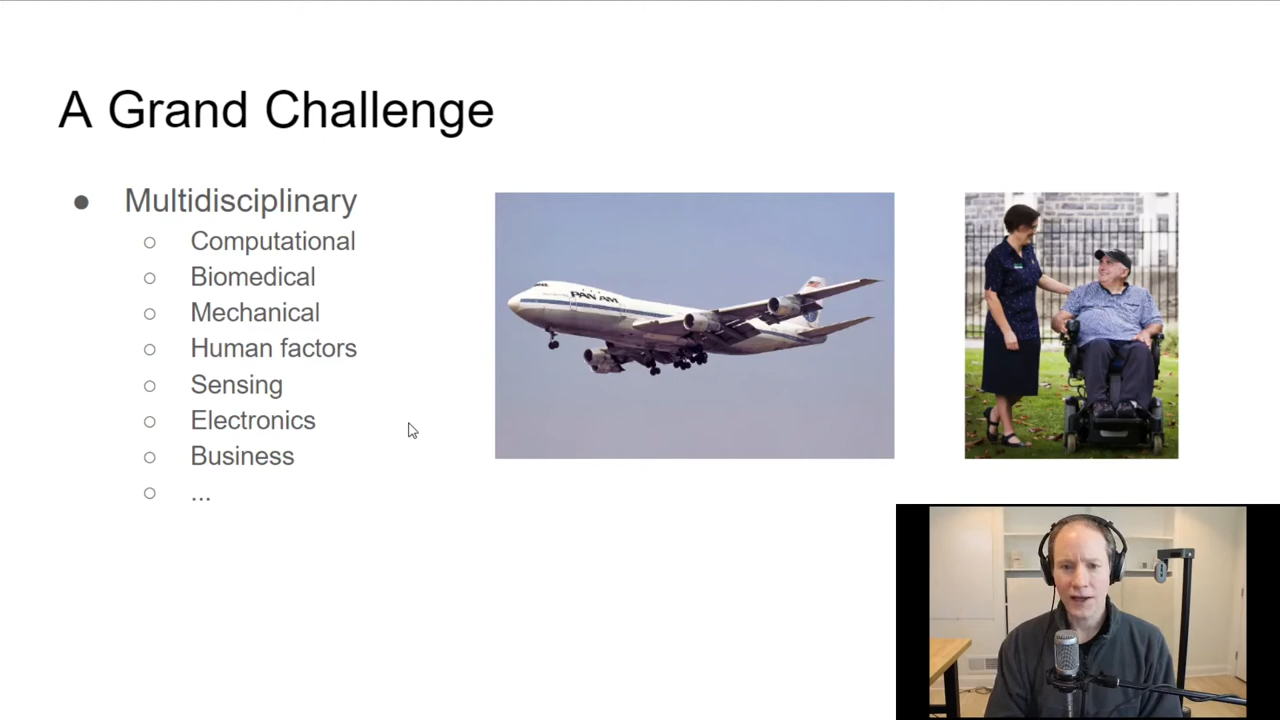 A Grand Challenge
● Multidisciplinary
○ Computational
○ Biomedical
○ Mechanical
○ Human factors
○ Sensing
○ Electronics
○ Business
○ ...
PAN AM